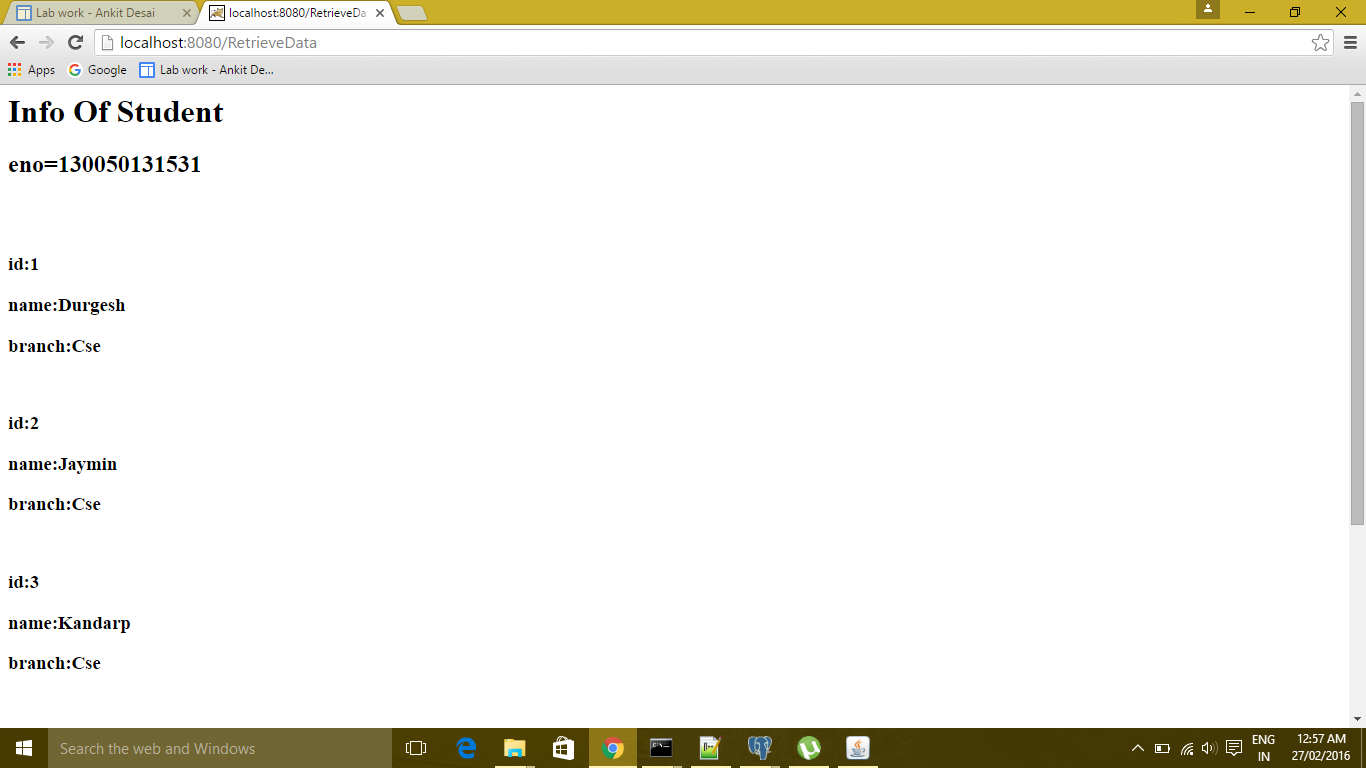 Lab work - Ankit Desai
localhost:8080/RetrieveDa
localhost:8080/RetrieveData
Apps
Google
Lab work - Ankit De...
Info Of Student
eno=130050131531
id:1
name:Durgesh
branch:Cse
id:2
name:Jaymin
branch:Cse
id:3
name:Kandarp
branch:Cse
Search the web and Windows
ENG
IN
12:57 AM
27/02/2016